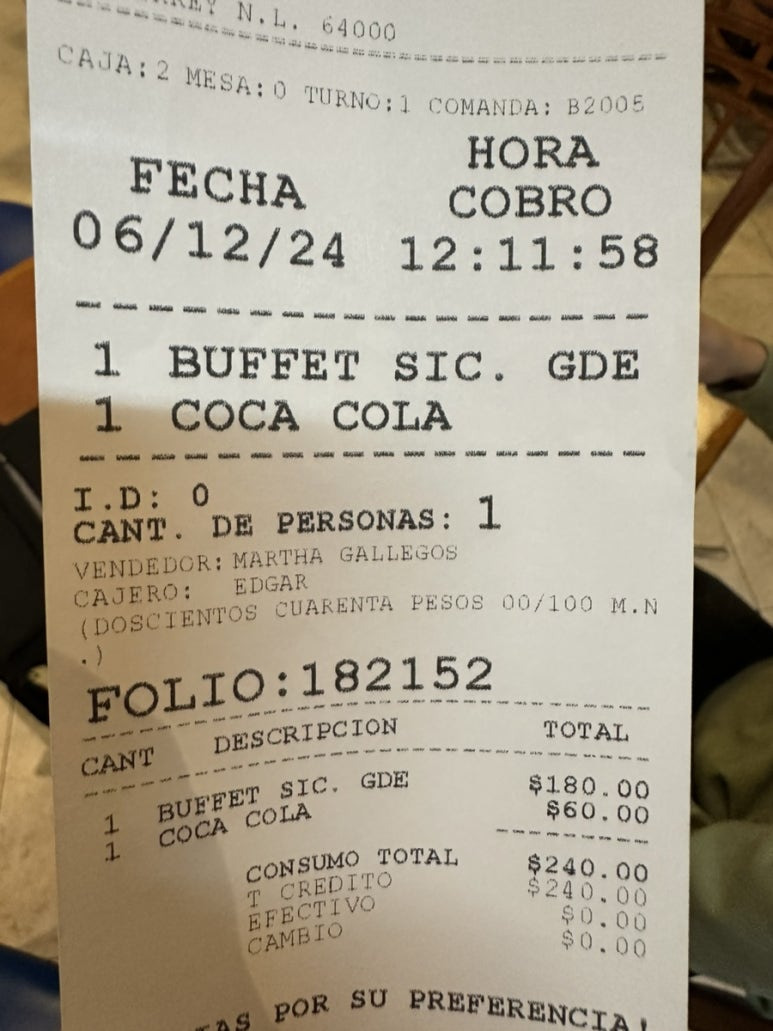 N.L. 64000
CAJA:2 MESA:0 TURNO:1 COMANDA: B2005
FECHA HORA COBRO
06/12/24 12:11:58
1 BUFFET SIC. GDE
1 COCA COLA
I.D: 0
CANT. DE PERSONAS: 1
VENDEDOR: MARTHA GALLEGOS
CAJERO: EDGAR
(DOSCIENTOS CUARENTA PESOS 00/100 M.N
.)
FOLIO:182152
CANT DESCRIPCION TOTAL
1 BUFFET SIC. GDE $180.00
1 COCA COLA $60.00
CONSUMO TOTAL $240.00
T CREDITO $240.00
EFECTIVO $0.00
CAMBIO $0.00
POR SU PREFERENCIA!